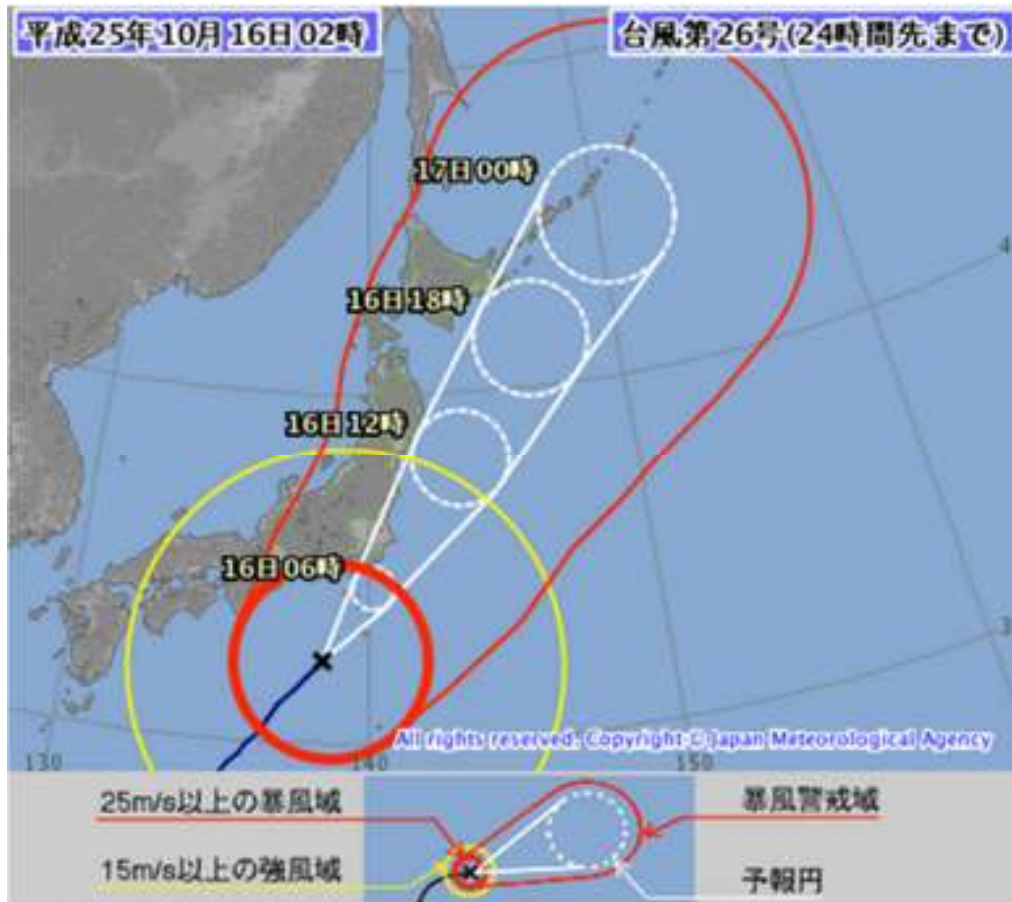 平成25年10月16日02時
台風第26号(24時間先まで)
17日00時
4
16日18時
16日12時
16日06時
3
All rights reserved. Copyright © Japan Meteorological Agency
130
140
150
25m/s以上の暴風域
暴風警戒域
15m/s以上の強風域
予報円